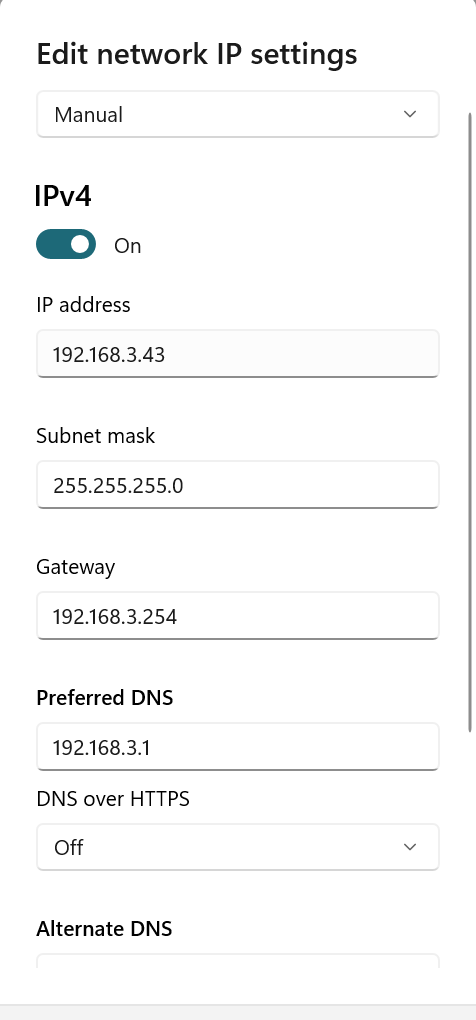 Edit network IP settings
Manual
IPv4
On
IP address
192.168.3.43
Subnet mask
255.255.255.0
Gateway
192.168.3.254
Preferred DNS
192.168.3.1
DNS over HTTPS
Off
Alternate DNS